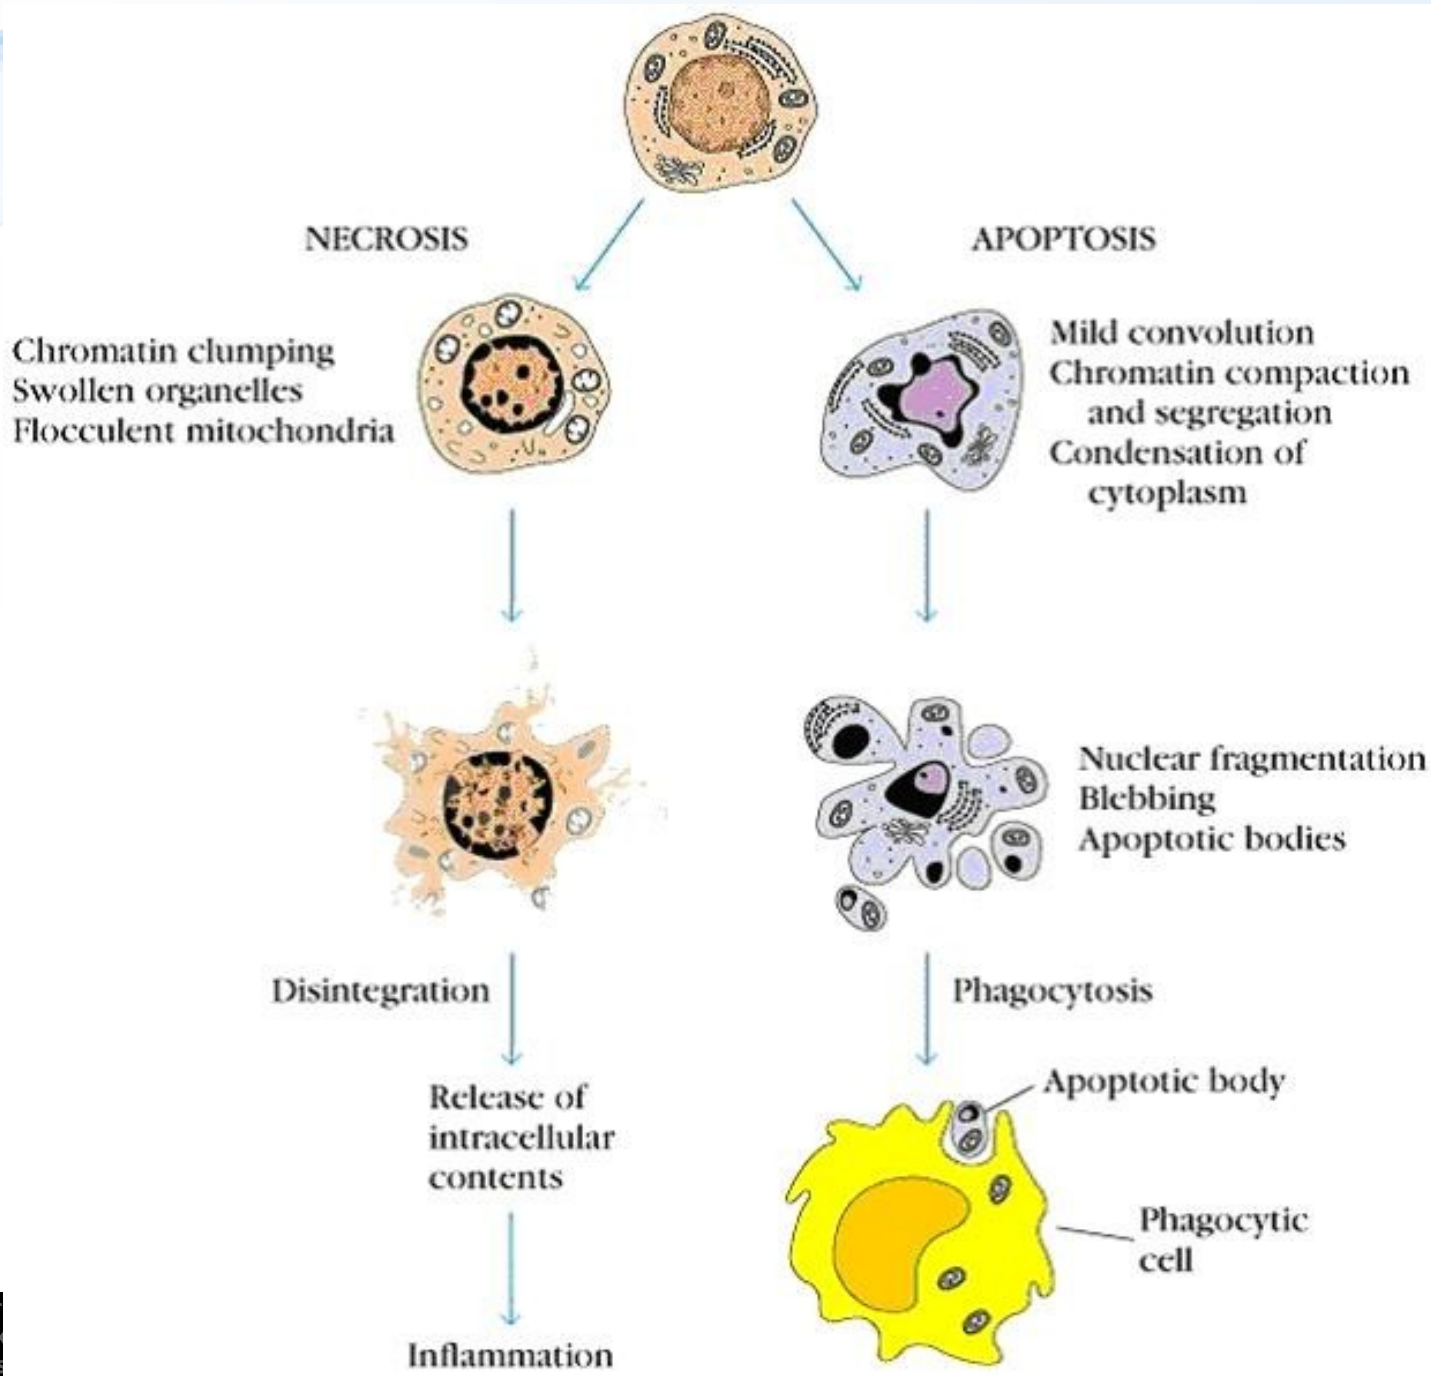 NECROSIS
APOPTOSIS
Chromatin clumping
Swollen organelles
Flocculent mitochondria
Mild convolution
Chromatin compaction
and segregation
Condensation of
cytoplasm
Nuclear fragmentation
Blebbing
Apoptotic bodies
Disintegration
Phagocytosis
Release of
intracellular
contents
Apoptotic body
Phagocytic
cell
Inflammation